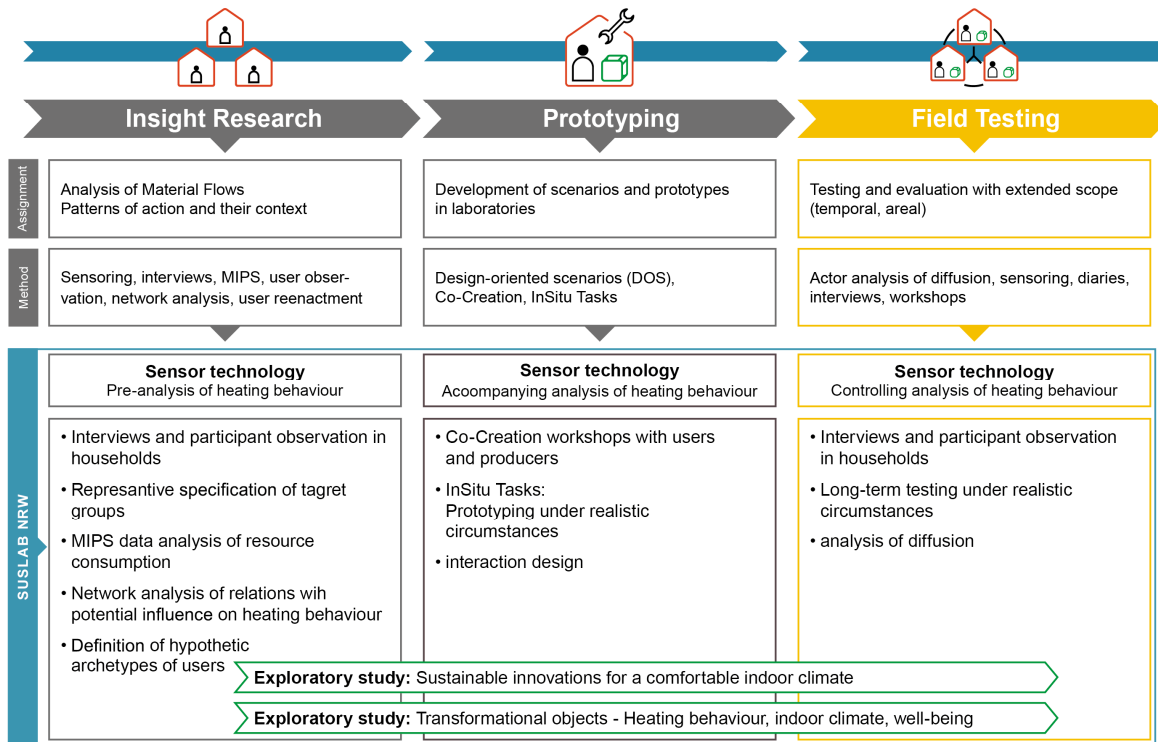 Insight Research
Prototyping
Field Testing
Assignment
Analysis of Material Flows
Patterns of action and their context
Development of scenarios and prototypes
in laboratories
Testing and evaluation with extended scope
(temporal, areal)
Method
Sensoring, interviews, MIPS, user obser-
vation, network analysis, user reenactment
Design-oriented scenarios (DOS),
Co-Creation, InSitu Tasks
Actor analysis of diffusion, sensoring, diaries,
interviews, workshops
SUSLAB NRW
Sensor technology
Pre-analysis of heating behaviour
Sensor technology
Acoompanying analysis of heating behaviour
Sensor technology
Controlling analysis of heating behaviour
• Interviews and participant observation in
households
• Represantive specification of tagret
groups
• MIPS data analysis of resource
consumption
• Network analysis of relations wih
potential influence on heating behaviour
• Definition of hypothetic
archetypes of users
• Co-Creation workshops with users
and producers
• InSitu Tasks:
Prototyping under realistic
circumstances
• interaction design
• Interviews and participant observation
in households
• Long-term testing under realistic
circumstances
• analysis of diffusion
Exploratory study: Sustainable innovations for a comfortable indoor climate
Exploratory study: Transformational objects - Heating behaviour, indoor climate, well-being